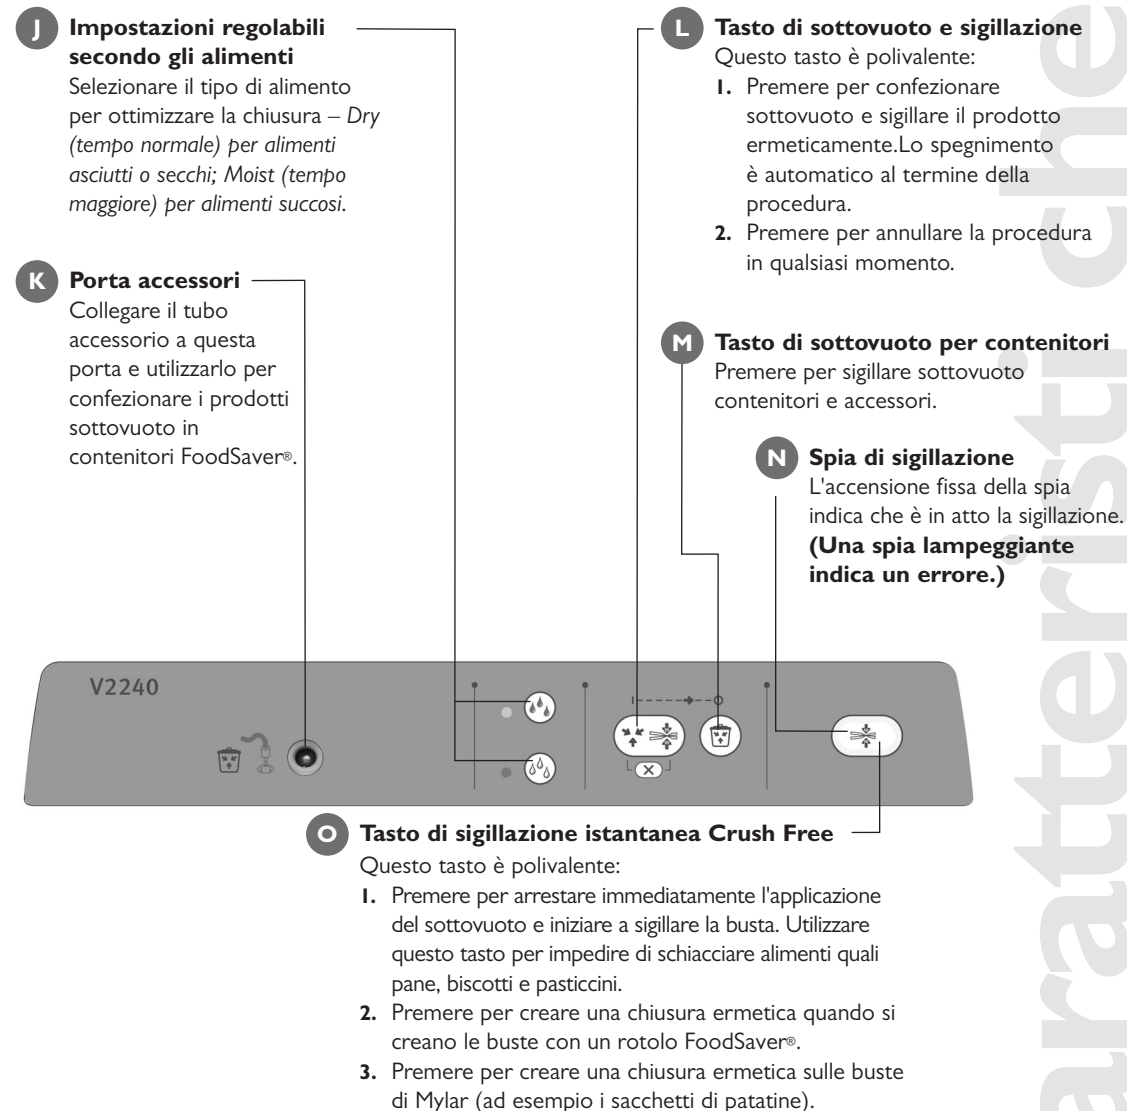 J Impostazioni regolabili
secondo gli alimenti
Selezionare il tipo di alimento
per ottimizzare la chiusura – Dry
(tempo normale) per alimenti
asciutti o secchi; Moist (tempo
maggiore) per alimenti succosi.
K Porta accessori
Collegare il tubo
accessorio a questa
porta e utilizzarlo per
confezionare i prodotti
sottovuoto in
contenitori FoodSaver®.
L Tasto di sottovuoto e sigillazione
Questo tasto è polivalente:
1. Premere per confezionare
sottovuoto e sigillare il prodotto
ermeticamente.Lo spegnimento
è automatico al termine della
procedura.
2. Premere per annullare la procedura
in qualsiasi momento.
M Tasto di sottovuoto per contenitori
Premere per sigillare sottovuoto
contenitori e accessori.
N Spia di sigillazione
L'accensione fissa della spia
indica che è in atto la sigillazione.
(Una spia lampeggiante
indica un errore.)
V2240
O Tasto di sigillazione istantanea Crush Free
Questo tasto è polivalente:
1. Premere per arrestare immediatamente l'applicazione
del sottovuoto e iniziare a sigillare la busta. Utilizzare
questo tasto per impedire di schiacciare alimenti quali
pane, biscotti e pasticcini.
2. Premere per creare una chiusura ermetica quando si
creano le buste con un rotolo FoodSaver®.
3. Premere per creare una chiusura ermetica sulle buste
di Mylar (ad esempio i sacchetti di patatine).
aratteristi che